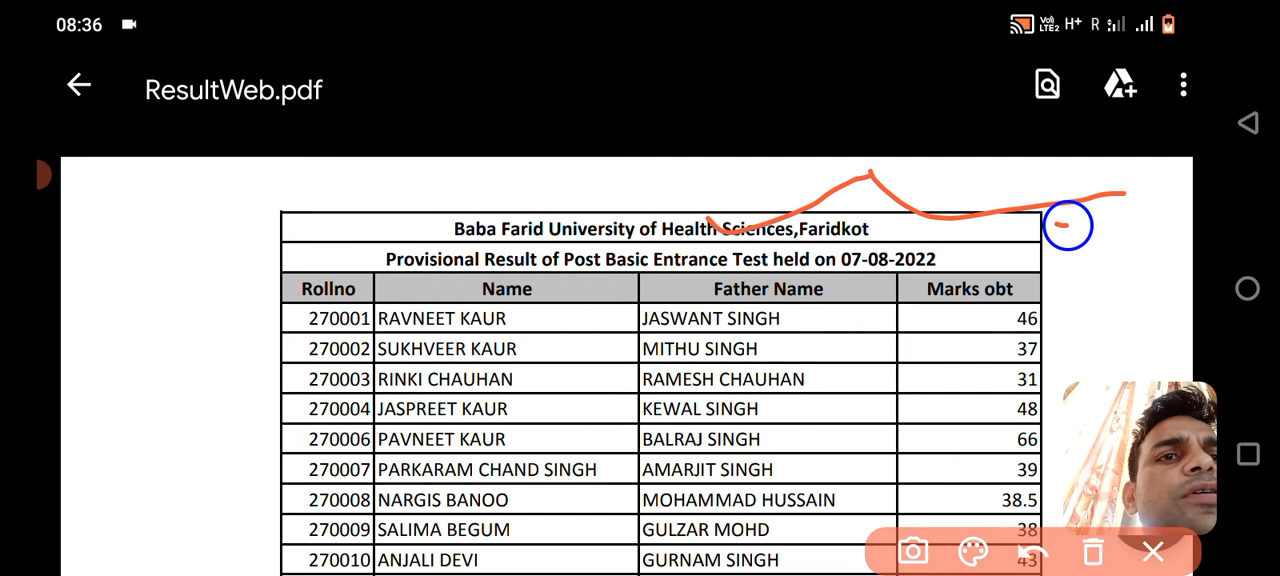 08:36 Vo) LTE2 H+ R
ResultWeb.pdf
Baba Farid University of Health Sciences,Faridkot
Provisional Result of Post Basic Entrance Test held on 07-08-2022
Rollno Name Father Name Marks obt
270001 RAVNEET KAUR JASWANT SINGH 46
270002 SUKHVEER KAUR MITHU SINGH 37
270003 RINKI CHAUHAN RAMESH CHAUHAN 31
270004 JASPREET KAUR KEWAL SINGH 48
270006 PAVNEET KAUR BALRAJ SINGH 66
270007 PARKARAM CHAND SINGH AMARJIT SINGH 39
270008 NARGIS BANOO MOHAMMAD HUSSAIN 38.5
270009 SALIMA BEGUM GULZAR MOHD 38
270010 ANJALI DEVI GURNAM SINGH 43